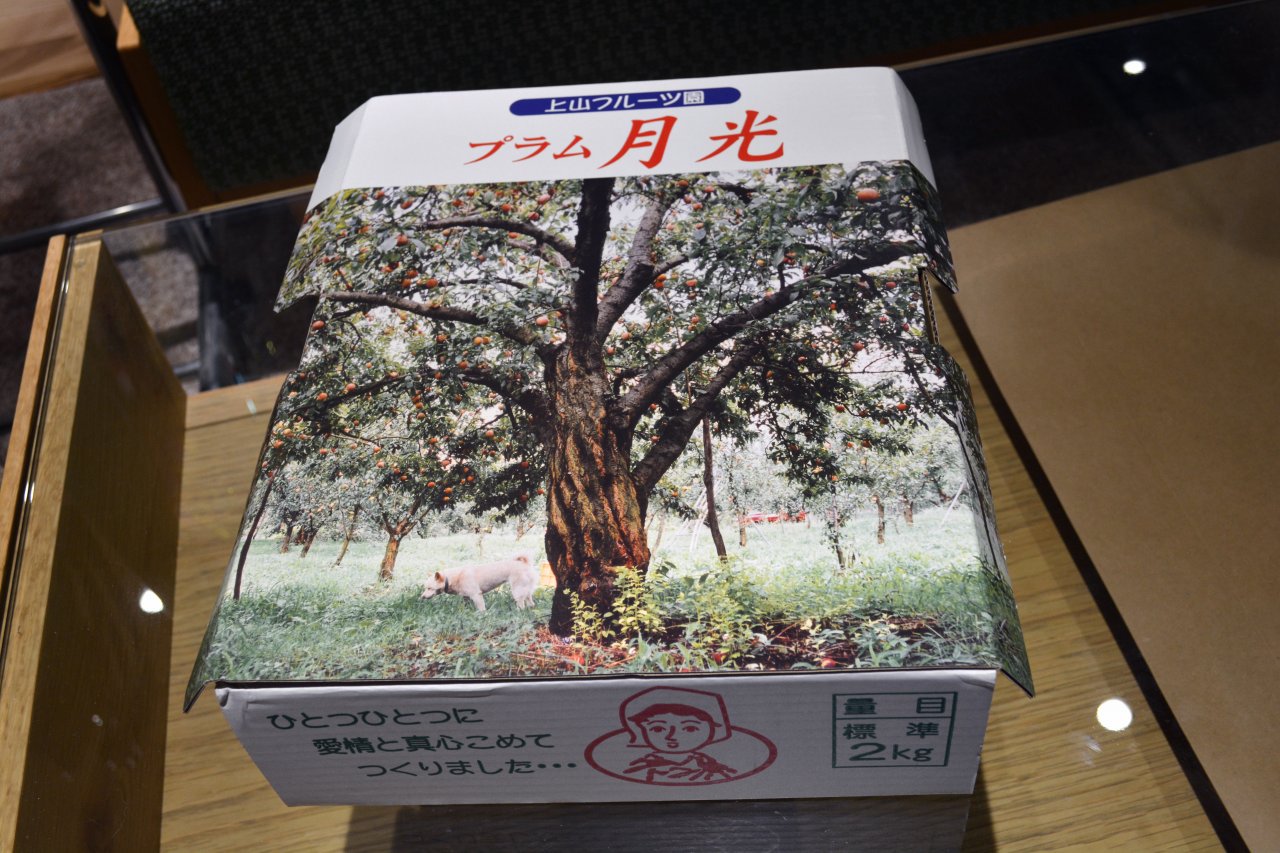 上山フルーツ園
プラム 月光
ひとつひとつに
愛情と真心こめて
つくりました・・・
量目
標準
2kg